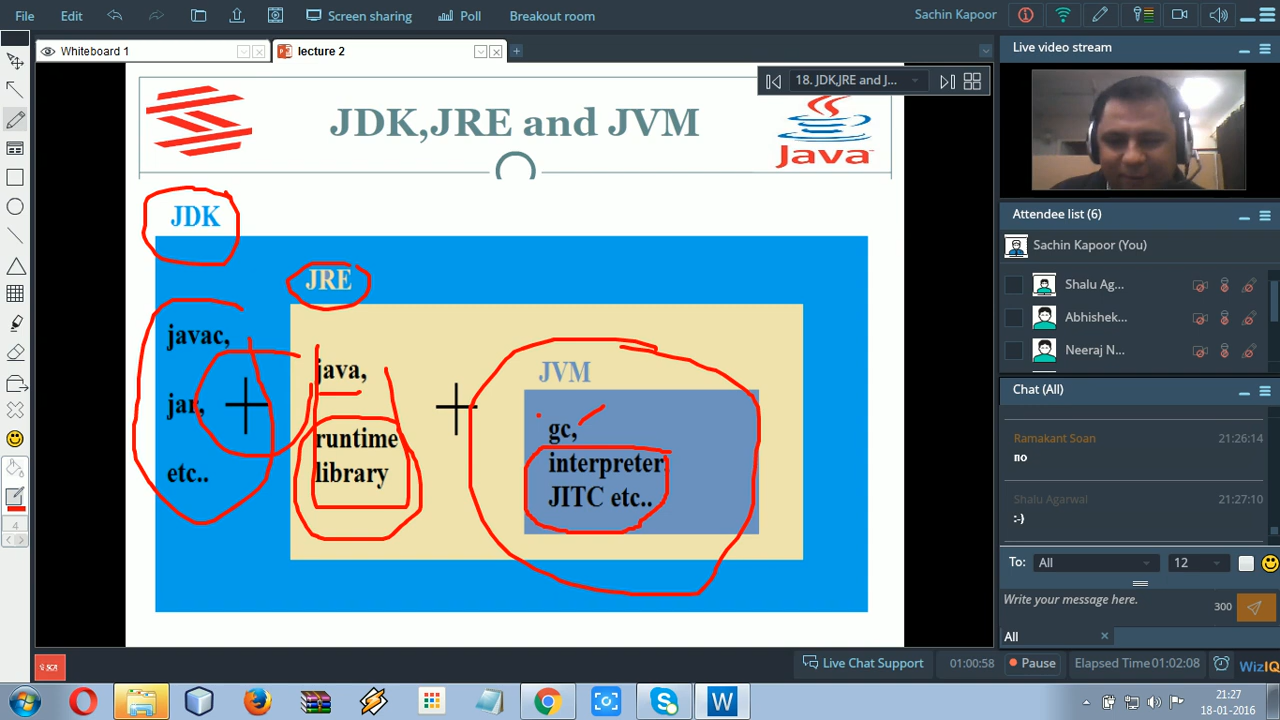 File Edit Screen sharing Poll Breakout room Sachin Kapoor
Whiteboard 1 lecture 2
18. JDK,JRE and J...
JDK,JRE and JVM
Java
JDK
JRE
javac,
jar,
etc..
java,
runtime
library
JVM
gc,
interpreter
JITC etc..
4
Live video stream
Attendee list (6)
Sachin Kapoor (You)
Shalu Ag...
Abhishek...
Neeraj N...
Chat (All)
Ramakant Soan 21:26:14
no
Shalu Agarwal 21:27:10
:-)
To: All 12
Write your message here. 300
All
Live Chat Support 01:00:58 Pause Elapsed Time 01:02:08 WizIQ
21:27
18-01-2016